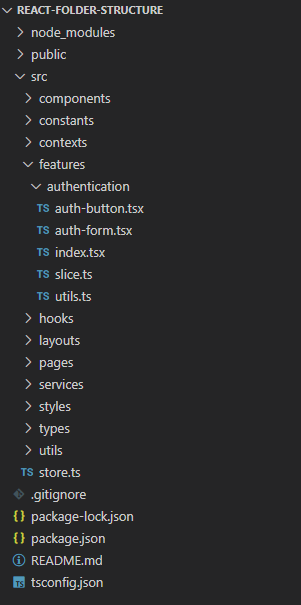 REACT-FOLDER-STRUCTURE
node_modules
public
src
components
constants
contexts
features
authentication
TS auth-button.tsx
TS auth-form.tsx
TS index.tsx
TS slice.ts
TS utils.ts
hooks
layouts
pages
services
styles
types
utils
TS store.ts
.gitignore
{} package-lock.json
{} package.json
README.md
TS tsconfig.json